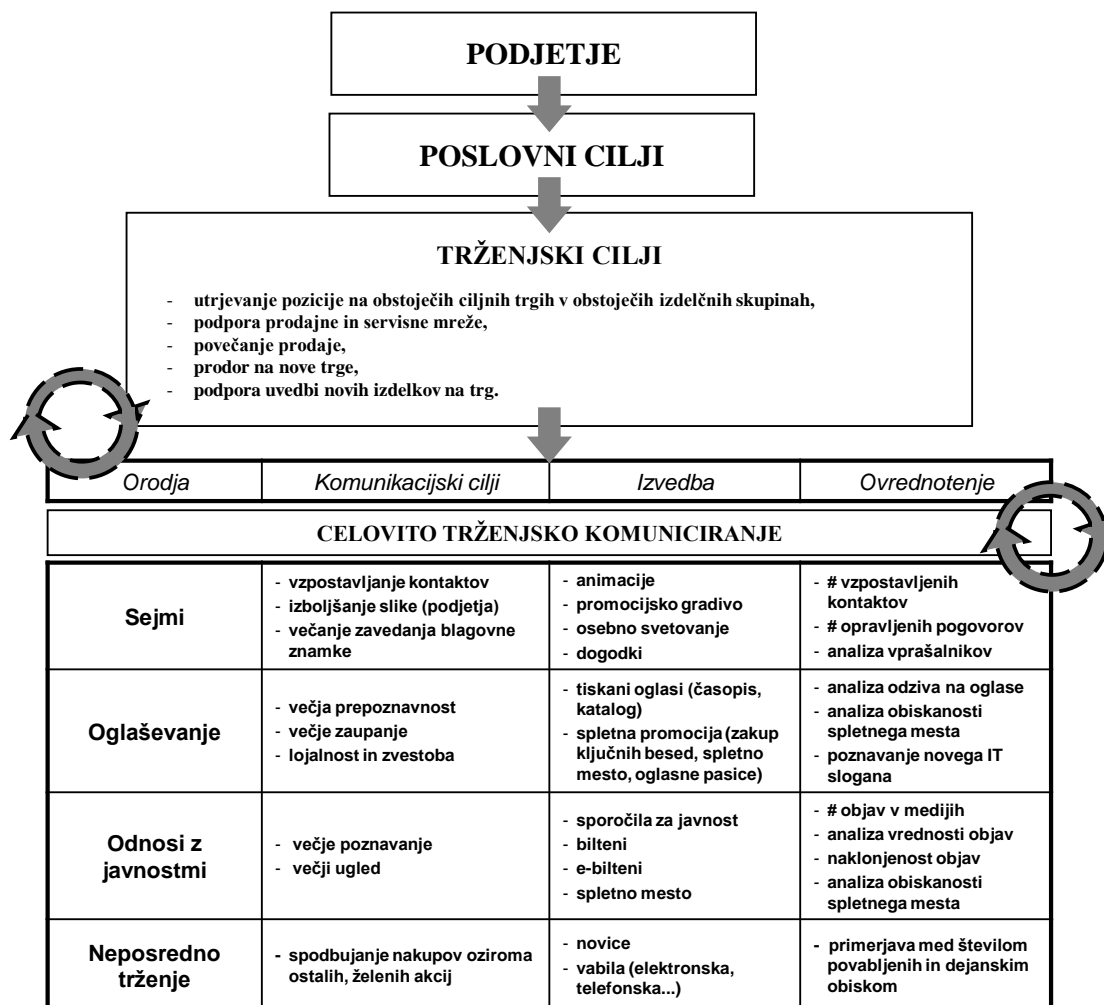 PODJETJE
POSLOVNI CILJI
TRŽENJSKI CILJI
- utrjevanje pozicije na obstoječih ciljnih trgih v obstoječih izdelčnih skupinah,
- podpora prodajne in servisne mreže,
- povečanje prodaje,
- prodor na nove trge,
- podpora uvedbi novih izdelkov na trg.
Orodja Komunikacijski cilji Izvedba Ovrednotenje
CELOVITO TRŽENJSKO KOMUNICIRANJE
Sejmi
- vzpostavljanje kontaktov
- izboljšanje slike (podjetja)
- večanje zavedanja blagovne
znamke
- animacije
- promocijsko gradivo
- osebno svetovanje
- dogodki
- # vzpostavljenih
kontaktov
- # opravljenih pogovorov
- analiza vprašalnikov
Oglaševanje
- večja prepoznavnost
- večje zaupanje
- lojalnost in zvestoba
- tiskani oglasi (časopis,
katalog)
- spletna promocija (zakup
ključnih besed, spletno
mesto, oglasne pasice)
- analiza odziva na oglase
- analiza obiskanosti
spletnega mesta
- poznavanje novega IT
slogana
Odnosi z
javnostmi
- večje poznavanje
- večji ugled
- sporočila za javnost
- bilteni
- e-bilteni
- spletno mesto
- # objav v medijih
- analiza vrednosti objav
- naklonjenost objav
- analiza obiskanosti
spletnega mesta
Neposredno
trženje
- spodbujanje nakupov oziroma
ostalih, želenih akcij
- novice
- vabila (elektronska,
telefonska...)
- primerjava med številom
povabljenih in dejanskim
obiskom